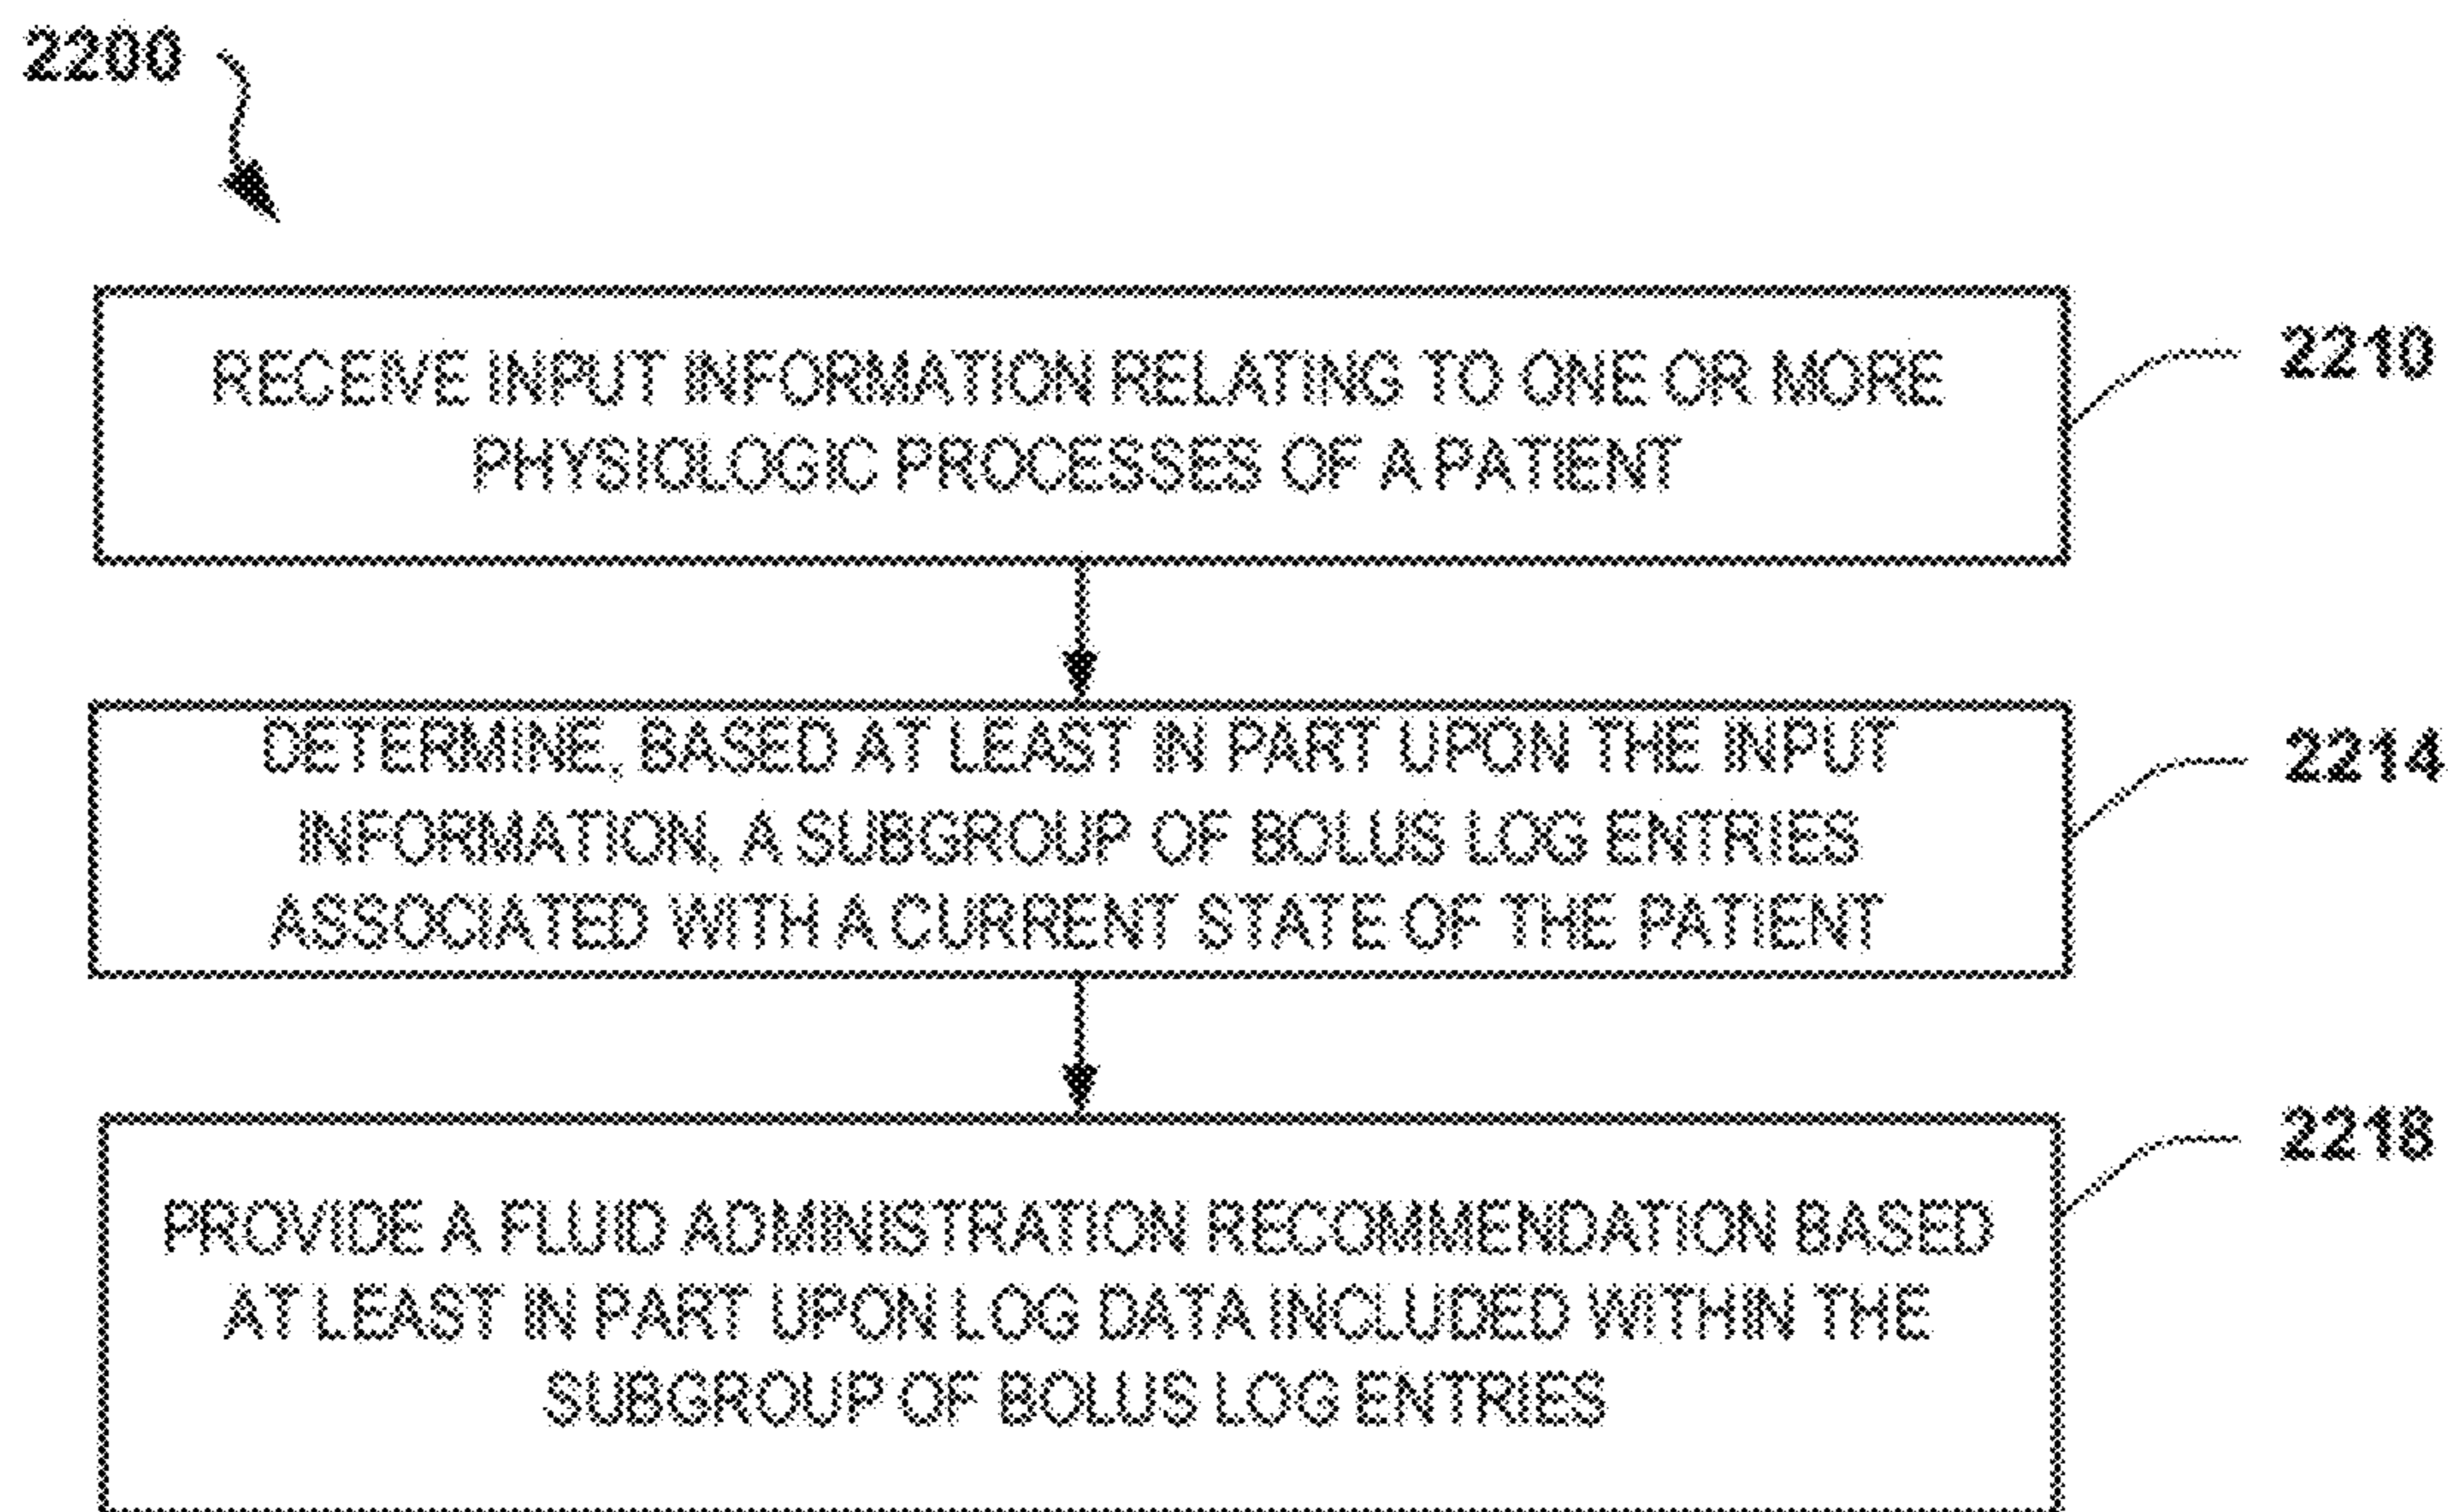 2200
RECEIVE INPUT INFORMATION RELATING TO ONE OR MORE
2210
PHYSIOLOGIC PROCESSES OF A PATIENT
DETERMINE, BASED AT LEAST IN PART UPON THE INPUT
2214
INFORMATION, A SUBGROUP OF BOLUS LOG ENTRIES
ASSOCIATED WITH A CURRENT STATE OF THE PATIENT
2218
PROVIDE A FLUID ADMINISTRATION RECOMMENDATION BASED
AT LEAST IN PART UPON LOG DATA INCLUDED WITHIN THE
SUBGROUP OF BOLUS LOG ENTRIES